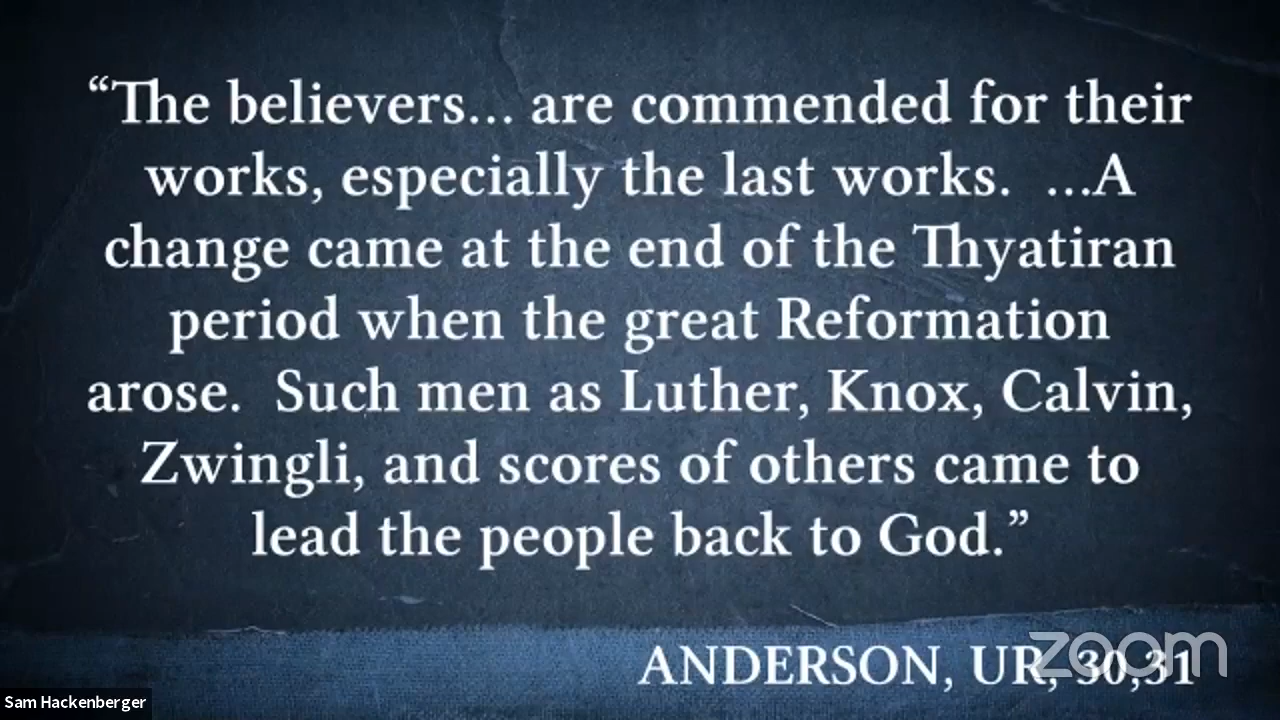 “The believers... are commended for their
works, especially the last works.  ...A
change came at the end of the Thyatiran
period when the great Reformation
arose.  Such men as Luther, Knox, Calvin,
Zwingli, and scores of others came to
lead the people back to God.”
ANDERSON, UR, 30,31
zoom
Sam Hackenberger